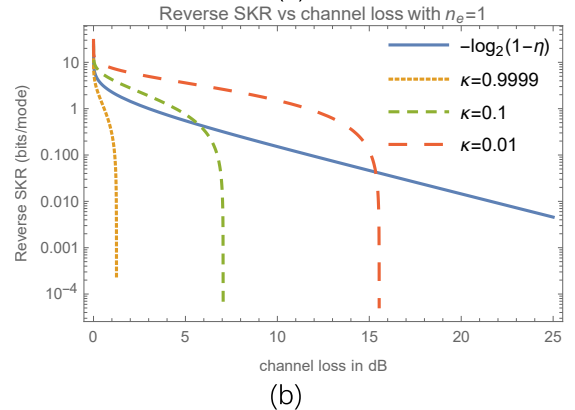 Reverse SKR vs channel loss with nₑ=1
−log₂(1−η)
κ=0.9999
κ=0.1
κ=0.01
Reverse SKR (bits/mode)
10
1
0.100
0.010
0.001
10⁻⁴
0 5 10 15 20 25
channel loss in dB
(b)